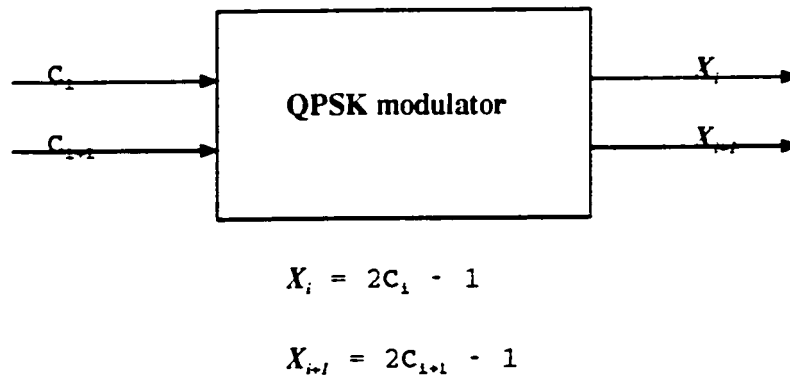 C_i
X_i
QPSK modulator
C_{i+1}
X_{i+1}
X_i = 2C_i - 1
X_{i+1} = 2C_{i+1} - 1